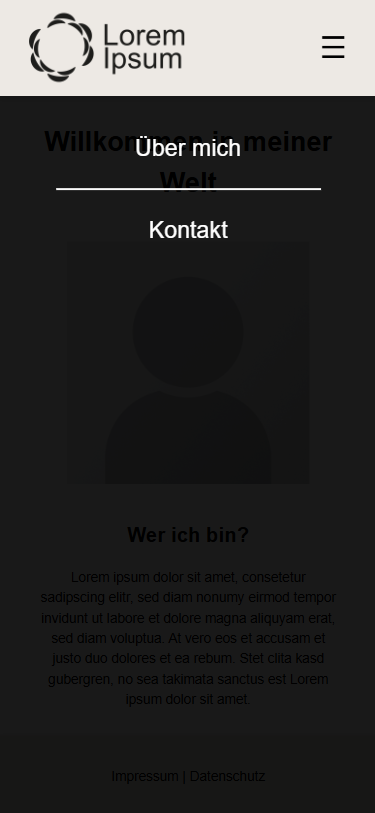 Lorem
Ipsum
Willkommen in meiner
Welt
Über mich
Kontakt
Wer ich bin?
Lorem ipsum dolor sit amet, consetetur
sadipscing elitr, sed diam nonumy eirmod tempor
invidunt ut labore et dolore magna aliquyam erat,
sed diam voluptua. At vero eos et accusam et
justo duo dolores et ea rebum. Stet clita kasd
gubergren, no sea takimata sanctus est Lorem
ipsum dolor sit amet.
Impressum | Datenschutz